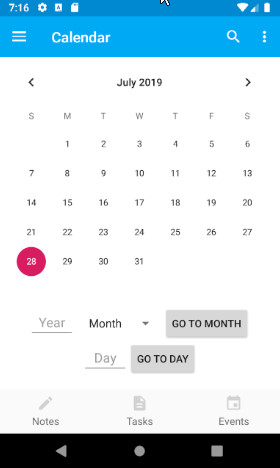 7:16
Calendar
July 2019
S M T W T F S
1 2 3 4 5 6
7 8 9 10 11 12 13
14 15 16 17 18 19 20
21 22 23 24 25 26 27
28 29 30 31
Year Month GO TO MONTH
Day GO TO DAY
Notes Tasks Events